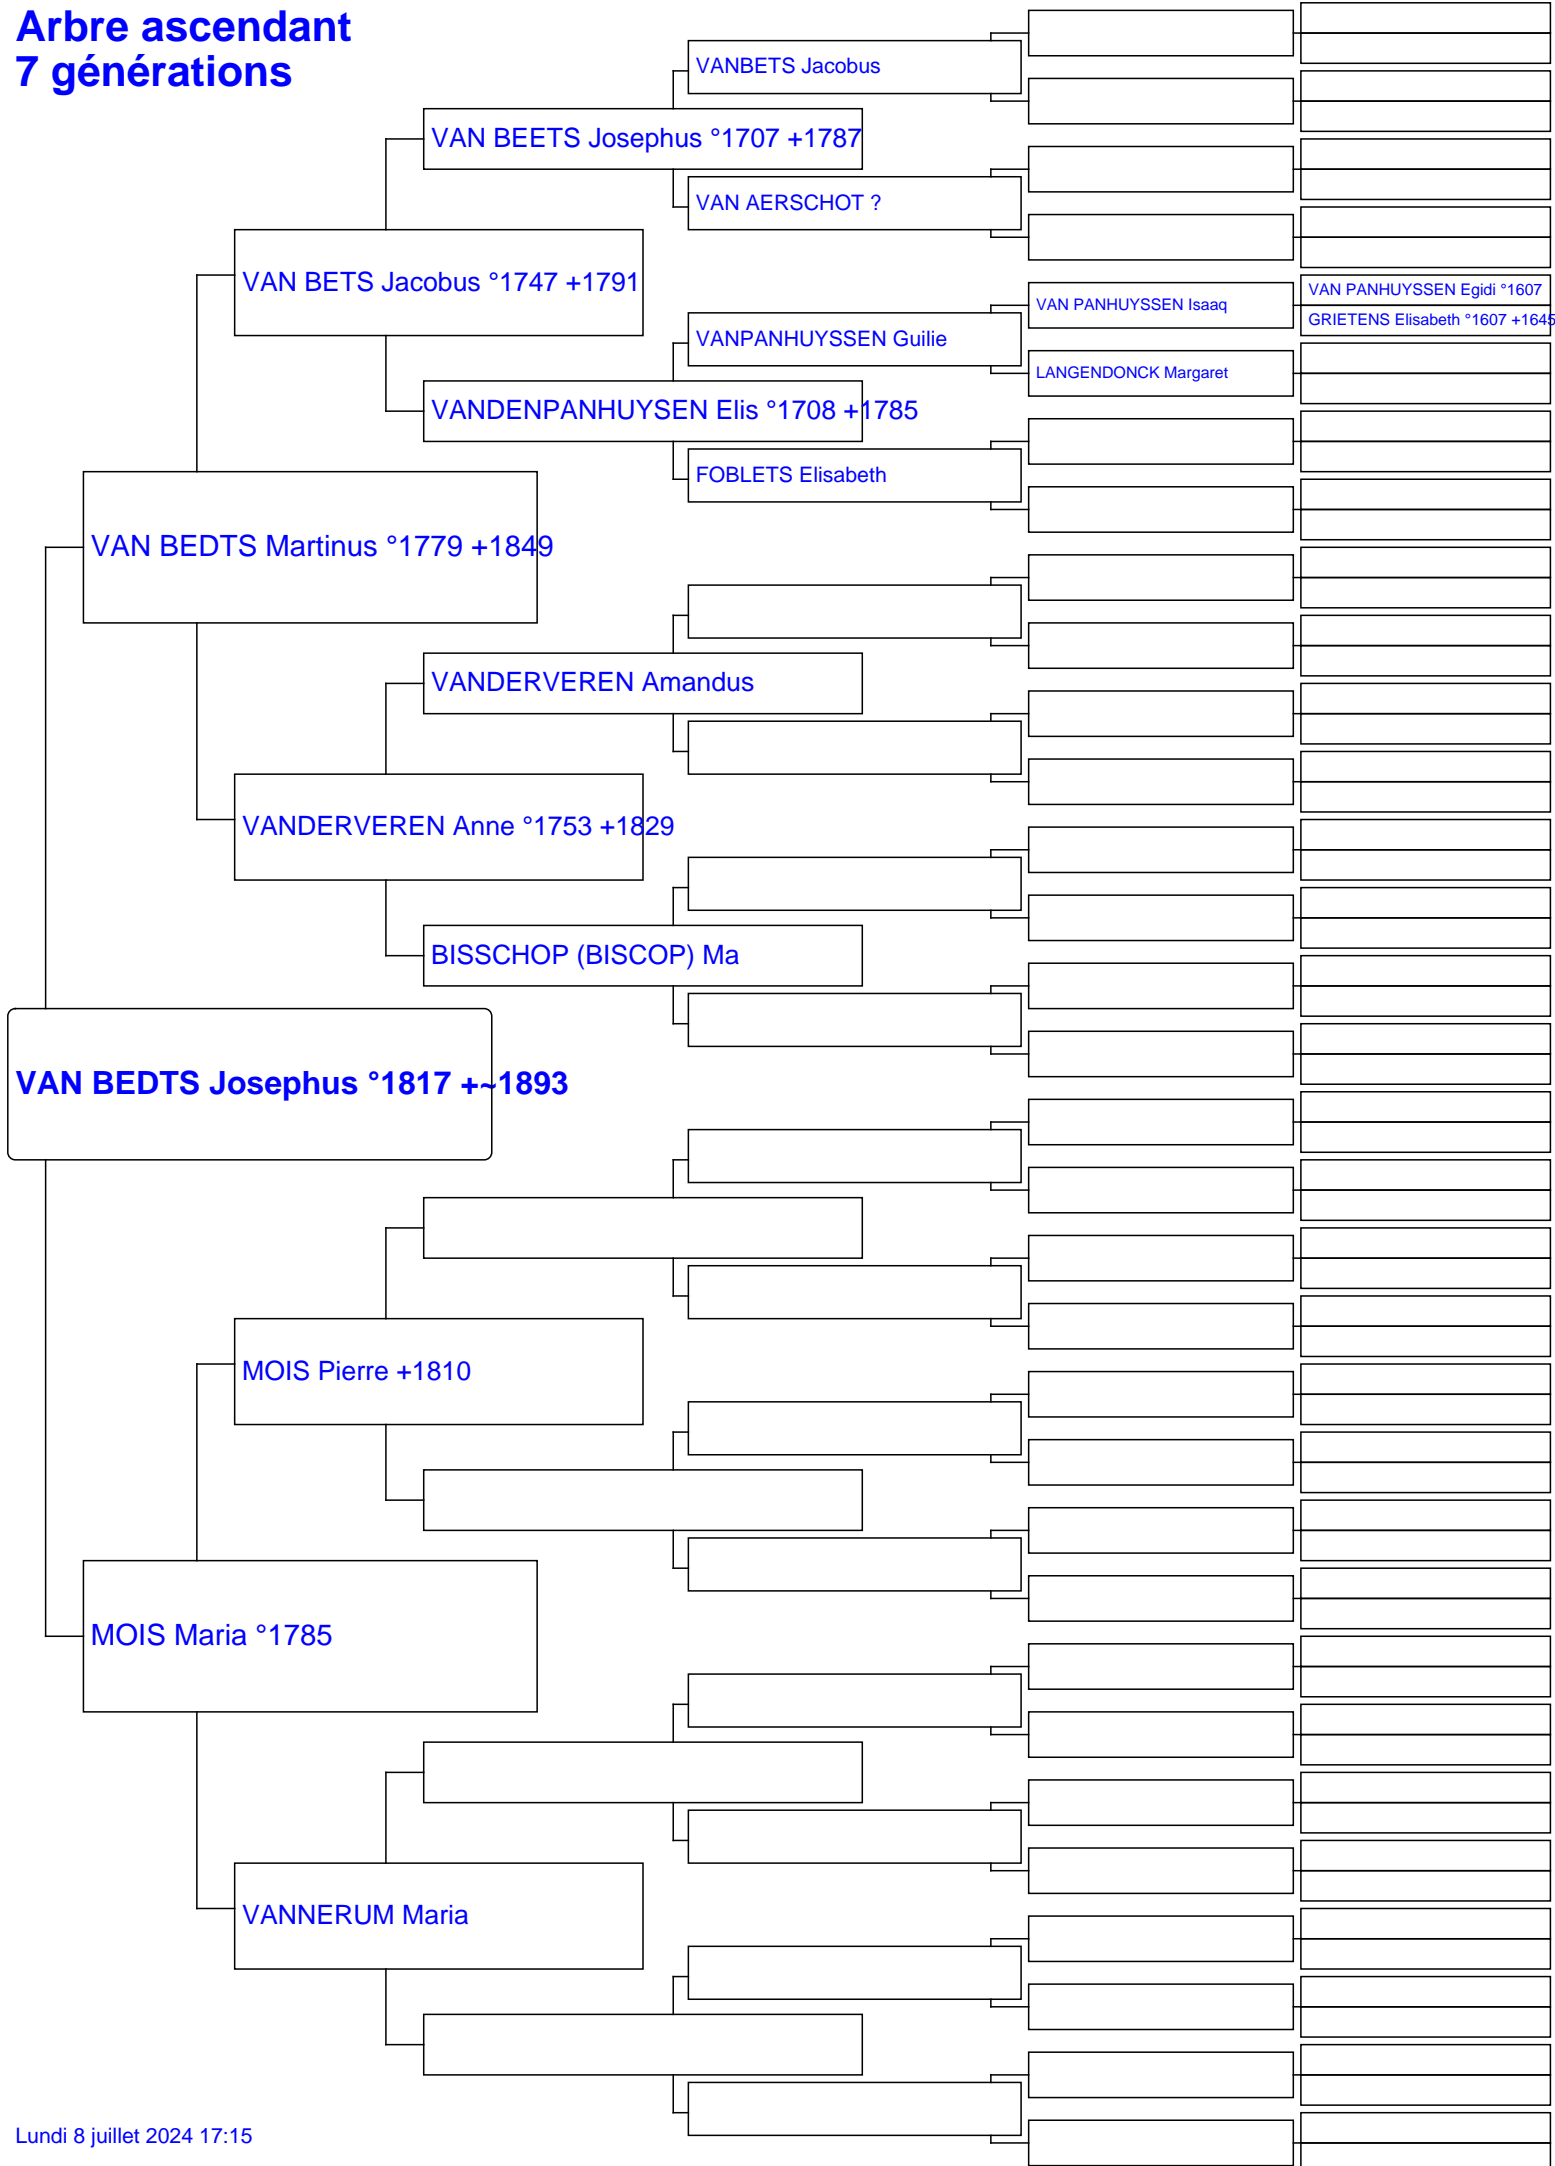 Arbre ascendant
7 générations
VANBETS Jacobus
VAN BEETS Josephus °1707 +1787
VAN AERSCHOT ?
VAN BETS Jacobus °1747 +1791
VAN PANHUYSSEN Egidi °1607
VAN PANHUYSSEN Isaaq
GRIETENS Elisabeth °1607 +1645
VANPANHUYSSEN Guilie
LANGENDONCK Margaret
VANDENPANHUYSEN Elis °1708 +1785
FOBLETS Elisabeth
VAN BEDTS Martinus °1779 +1849
VANDERVEREN Amandus
VANDERVEREN Anne °1753 +1829
BISSCHOP (BISCOP) Ma
VAN BEDTS Josephus °1817 +~1893
MOIS Pierre +1810
MOIS Maria °1785
VANNERUM Maria
Lundi 8 juillet 2024 17:15